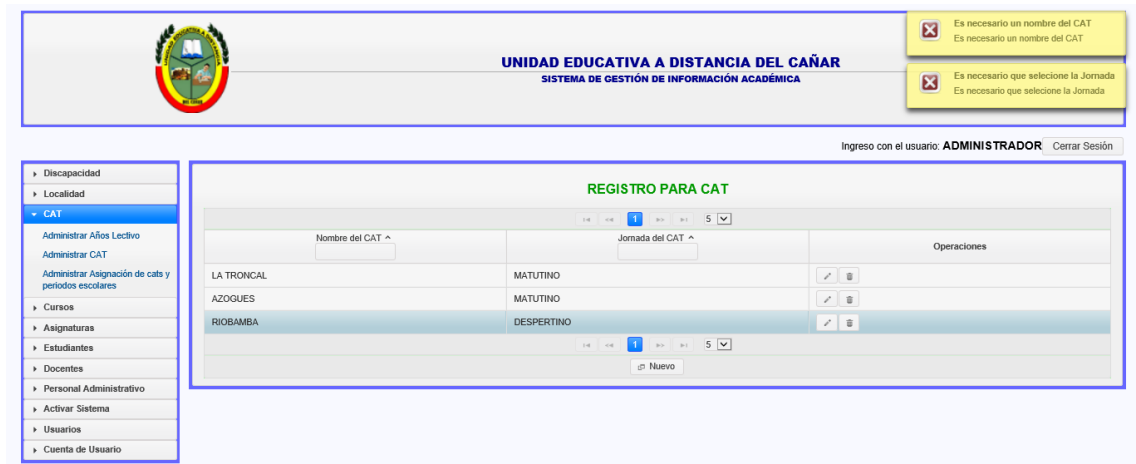 Es necesario un nombre del CAT
Es necesario un nombre del CAT
UNIDAD EDUCATIVA A DISTANCIA DEL CAÑAR
SISTEMA DE GESTIÓN DE INFORMACIÓN ACADÉMICA
Es necesario que selecione la Jornada
Es necesario que selecione la Jornada
Ingreso con el usuario: ADMINISTRADOR Cerrar Sesión
Discapacidad
Localidad
CAT
Administrar Años Lectivo
Administrar CAT
Administrar Asignación de cats y
periodos escolares
Cursos
Asignaturas
Estudiantes
Docentes
Personal Administrativo
Activar Sistema
Usuarios
Cuenta de Usuario
REGISTRO PARA CAT
1 5
Nombre del CAT Jornada del CAT Operaciones
LA TRONCAL MATUTINO
AZOGUES MATUTINO
RIOBAMBA DESPERTINO
1 5
Nuevo